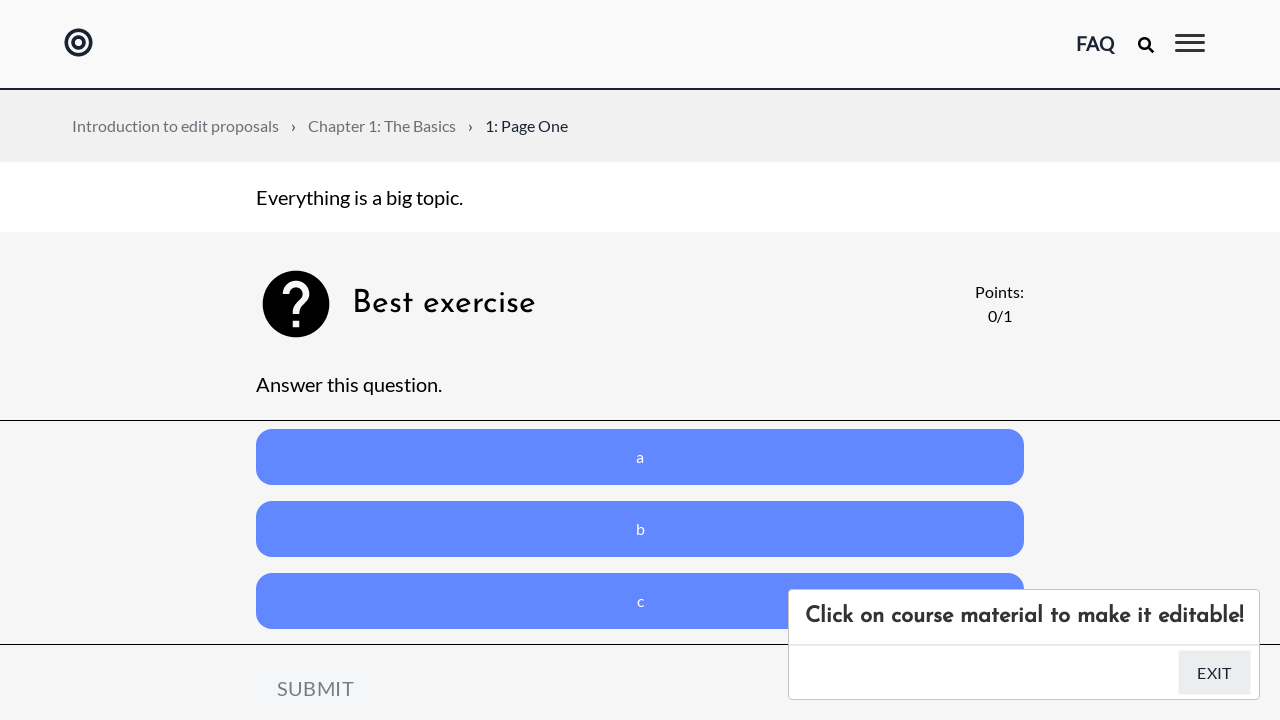 FAQ
Introduction to edit proposals › Chapter 1: The Basics › 1: Page One
Everything is a big topic.
Best exercise
Points:
0/1
Answer this question.
a
b
c
Click on course material to make it editable!
EXIT
SUBMIT